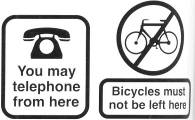 You may
telephone
from here
Bicycles must
not be left here